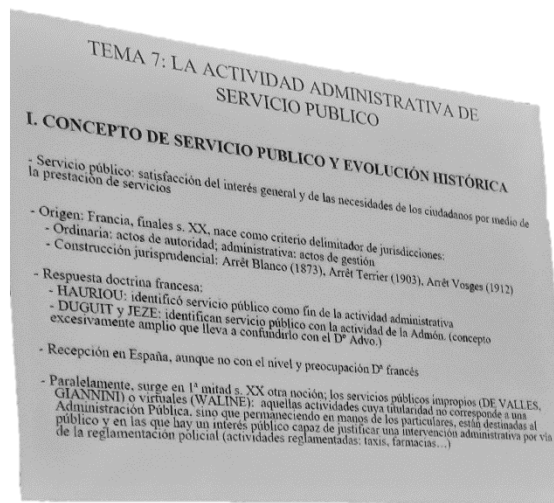 TEMA 7: LA ACTIVIDAD ADMINISTRATIVA DE
SERVICIO PUBLICO
I. CONCEPTO DE SERVICIO PUBLICO Y EVOLUCIÓN HISTÓRICA
- Servicio público: satisfacción del interés general y de las necesidades de los ciudadanos por medio de
la prestación de servicios
- Origen: Francia, finales s. XX, nace como criterio delimitador de jurisdicciones:
- Ordinaria: actos de autoridad; administrativa: actos de gestión
- Construcción jurisprudencial: Arrêt Blanco (1873), Arrêt Terrier (1903), Arrêt Vosges (1912)
- Respuesta doctrina francesa:
- HAURIOU: identificó servicio público como fin de la actividad administrativa
- DUGUIT y JEZE: identifican servicio público con la actividad de la Admón. (concepto
excesivamente amplio que lleva a confundirlo con el Dº Advo.)
- Recepción en España, aunque no con el nivel y preocupación Dº francés
- Paralelamente, surge en 1ª mitad s. XX otra noción; los servicios públicos impropios (DE VALLES,
GIANNINI) o virtuales (WALINE): aquellas actividades cuya titularidad no corresponde a una
Administración Pública, sino que permaneciendo en manos de los particulares, están destinadas al
público y en las que hay un interés público capaz de justificar una intervención administrativa por vía
de la reglamentación policial (actividades reglamentadas: taxis, farmacias...)